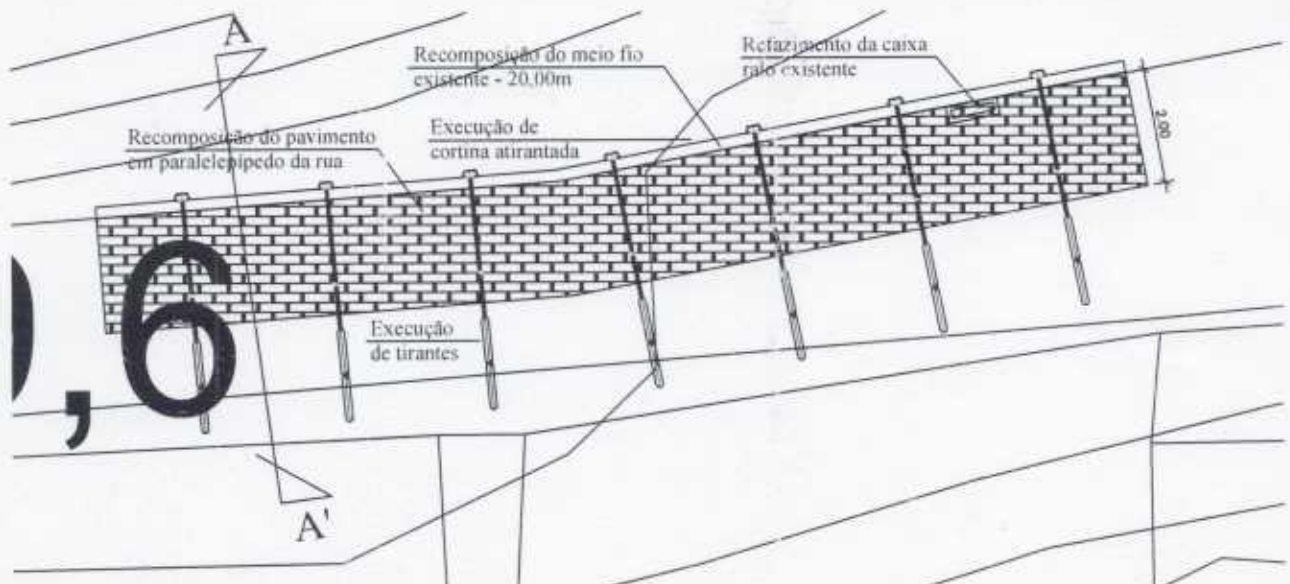 A
Recomposição do meio fio
existente - 20,00m
Refazimento da caixa
ralo existente
Recomposição do pavimento
em paralelepípedo da rua
Execução de
cortina atirantada
2,00
,6
Execução
de tirantes
A'